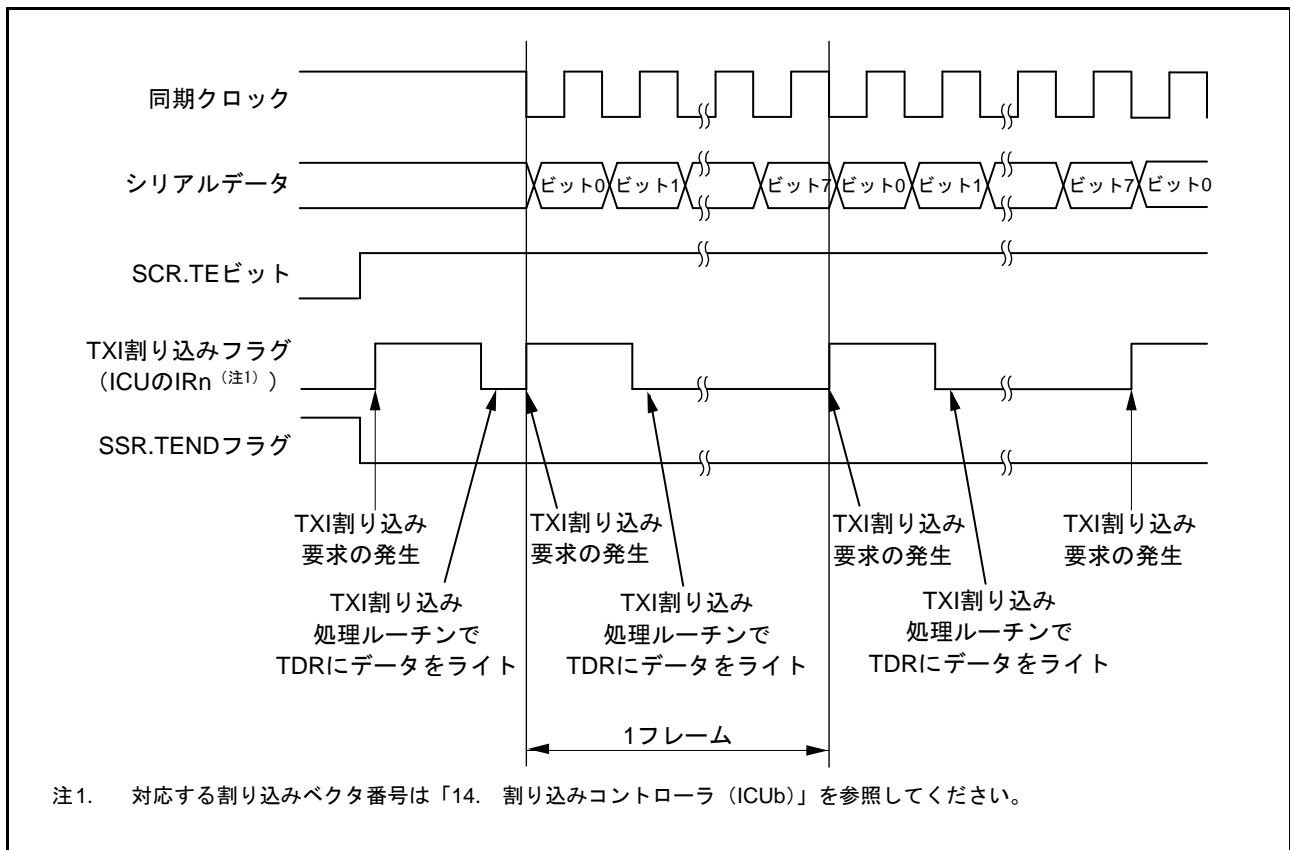 同期クロック
シリアルデータ
ビット0 ビット1 ビット7 ビット0 ビット1 ビット7 ビット0
SCR.TEビット
TXI割り込みフラグ
（ICUのIRn（注1））
SSR.TENDフラグ
TXI割り込み
要求の発生
TXI割り込み
処理ルーチンで
TDRにデータをライト
TXI割り込み
要求の発生
TXI割り込み
処理ルーチンで
TDRにデータをライト
TXI割り込み
要求の発生
TXI割り込み
処理ルーチンで
TDRにデータをライト
TXI割り込み
要求の発生
1フレーム
注1. 対応する割り込みベクタ番号は「14. 割り込みコントローラ（ICUb）」を参照してください。